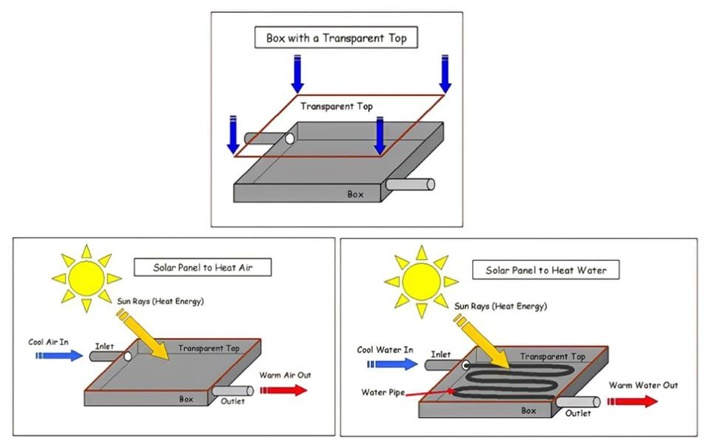 Box with a Transparent Top
Transparent Top
Box
Solar Panel to Heat Air
Sun Rays (Heat Energy)
Cool Air In
Inlet
Transparent Top
Warm Air Out
Box
Outlet
Solar Panel to Heat Water
Sun Rays (Heat Energy)
Cool Water In
Inlet
Transparent Top
Water Pipe
Warm Water Out
Box
Outlet